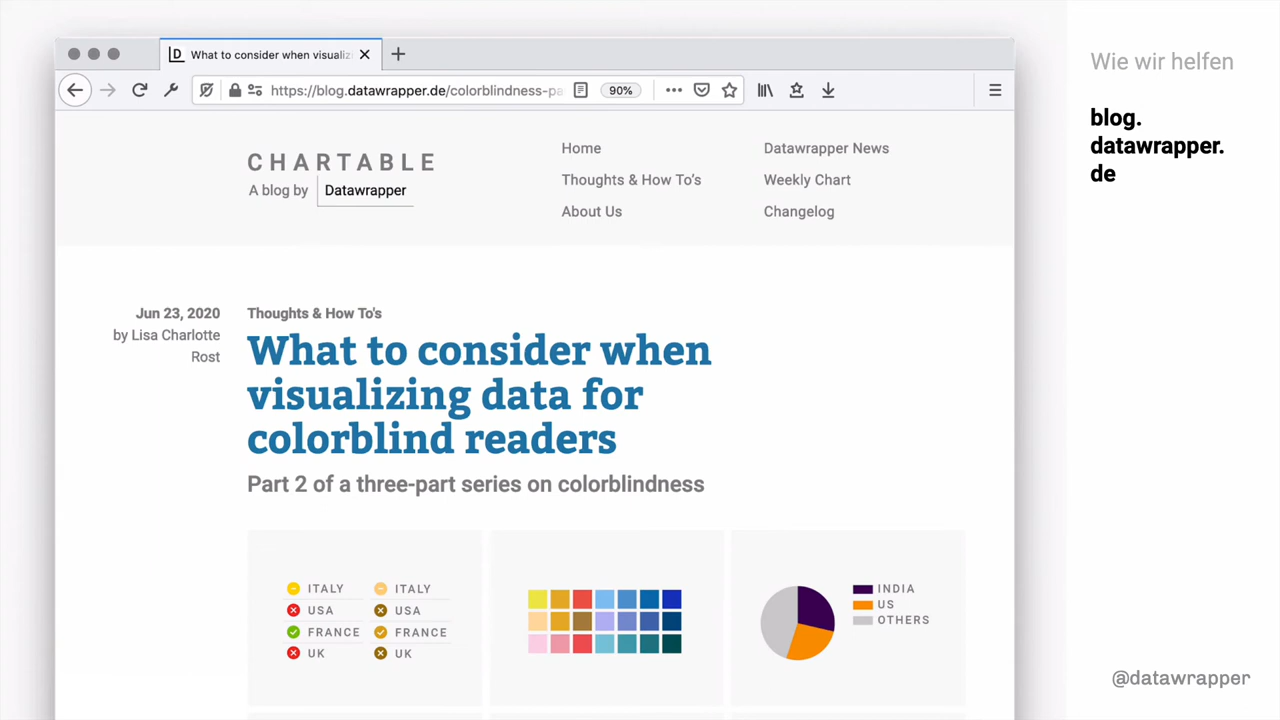 What to consider when visualiz
https://blog.datawrapper.de/colorblindness-pa
90%
CHARTABLE
A blog by Datawrapper
Home
Thoughts & How To's
About Us
Datawrapper News
Weekly Chart
Changelog
Jun 23, 2020
by Lisa Charlotte
Rost
Thoughts & How To's
What to consider when
visualizing data for
colorblind readers
Part 2 of a three-part series on colorblindness
ITALY ITALY
USA USA
FRANCE FRANCE
UK UK
INDIA
US
OTHERS
Wie wir helfen
blog.
datawrapper.
de
@datawrapper